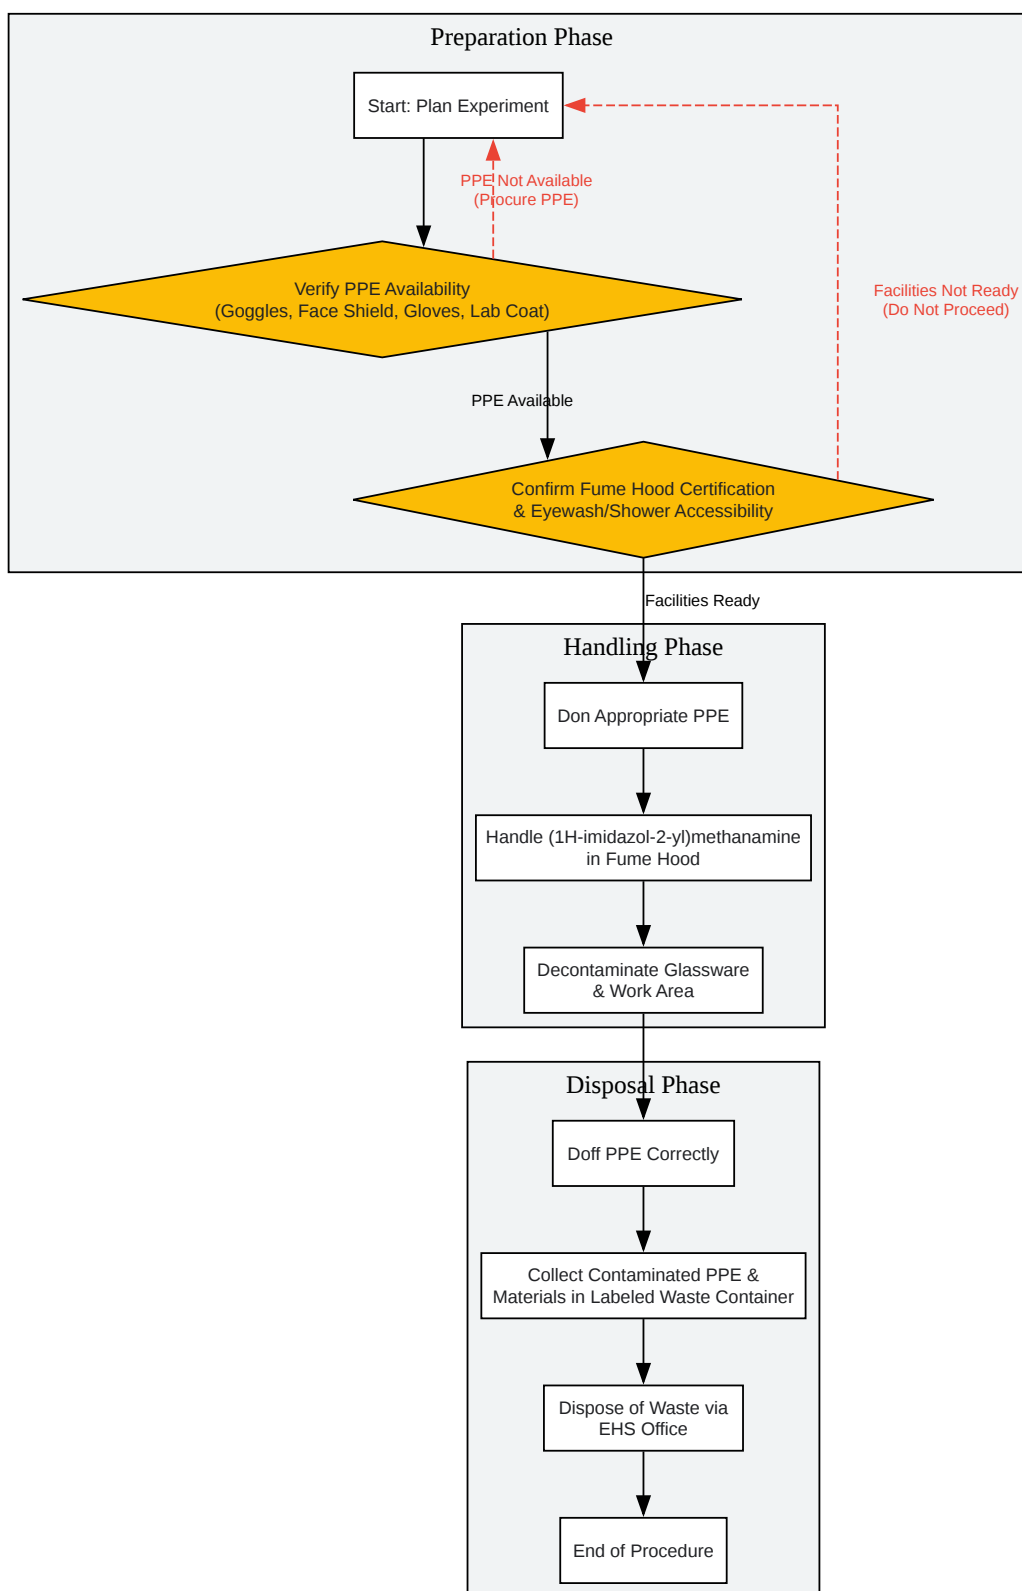 Preparation Phase
Start: Plan Experiment
PPE Not Available
(Procure PPE)
Verify PPE Availability
(Goggles, Face Shield, Gloves, Lab Coat)
Facilities Not Ready
(Do Not Proceed)
PPE Available
Confirm Fume Hood Certification
& Eyewash/Shower Accessibility
Facilities Ready
Handling Phase
Don Appropriate PPE
Handle (1H-imidazol-2-yl)methanamine
in Fume Hood
Decontaminate Glassware
& Work Area
Disposal Phase
Doff PPE Correctly
Collect Contaminated PPE &
Materials in Labeled Waste Container
Dispose of Waste via
EHS Office
End of Procedure